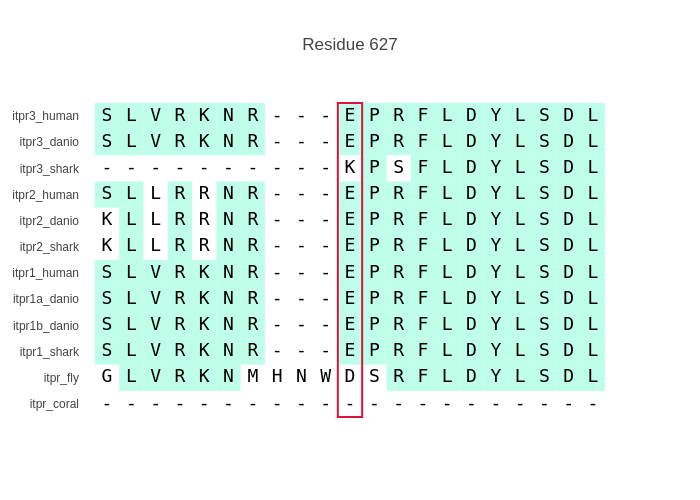 Residue 627
itpr3_human S L V R K N R - - - E P R F L D Y L S D L
itpr3_danio S L V R K N R - - - E P R F L D Y L S D L
itpr3_shark - - - - - - - - - - K P S F L D Y L S D L
itpr2_human S L L R R N R - - - E P R F L D Y L S D L
itpr2_danio K L L R R N R - - - E P R F L D Y L S D L
itpr2_shark K L L R R N R - - - E P R F L D Y L S D L
itpr1_human S L V R K N R - - - E P R F L D Y L S D L
itpr1a_danio S L V R K N R - - - E P R F L D Y L S D L
itpr1b_danio S L V R K N R - - - E P R F L D Y L S D L
itpr1_shark S L V R K N R - - - E P R F L D Y L S D L
itpr_fly G L V R K N M H N W D S R F L D Y L S D L
itpr_coral - - - - - - - - - - - - - - - - - - - - -